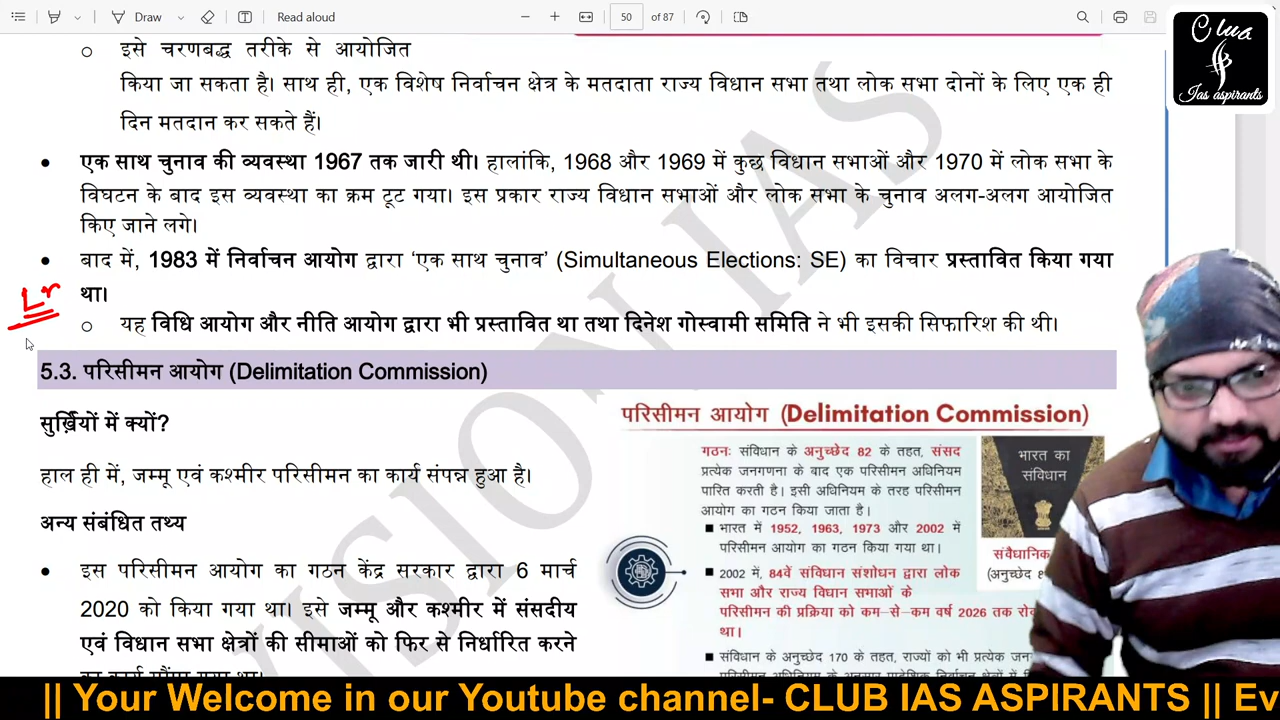 Draw
Read aloud
50
of 87
Clua
Ias aspirants
इसे चरणबद्ध तरीके से आयोजित
किया जा सकता है। साथ ही, एक विशेष निर्वाचन क्षेत्र के मतदाता राज्य विधान सभा तथा लोक सभा दोनों के लिए एक ही
दिन मतदान कर सकते हैं।
एक साथ चुनाव की व्यवस्था 1967 तक जारी थी। हालांकि, 1968 और 1969 में कुछ विधान सभाओं और 1970 में लोक सभा के
विघटन के बाद इस व्यवस्था का क्रम टूट गया। इस प्रकार राज्य विधान सभाओं और लोक सभा के चुनाव अलग-अलग आयोजित
किए जाने लगे।
बाद में, 1983 में निर्वाचन आयोग द्वारा 'एक साथ चुनाव' (Simultaneous Elections: SE) का विचार प्रस्तावित किया गया
था।
यह विधि आयोग और नीति आयोग द्वारा भी प्रस्तावित था तथा दिनेश गोस्वामी समिति ने भी इसकी सिफारिश की थी।
5.3. परिसीमन आयोग (Delimitation Commission)
सुर्ख़ियों में क्यों?
हाल ही में, जम्मू एवं कश्मीर परिसीमन का कार्य संपन्न हुआ है।
अन्य संबंधित तथ्य
इस परिसीमन आयोग का गठन केंद्र सरकार द्वारा 6 मार्च
2020 को किया गया था। इसे जम्मू और कश्मीर में संसदीय
एवं विधान सभा क्षेत्रों की सीमाओं को फिर से निर्धारित करने
का कार्य सौंपा गया था।
परिसीमन आयोग (Delimitation Commission)
गठनः संविधान के अनुच्छेद 82 के तहत, संसद
प्रत्येक जनगणना के बाद एक परिसीमन अधिनियम
पारित करती है। इसी अधिनियम के तरह परिसीमन
आयोग का गठन किया जाता है।
भारत में 1952, 1963, 1973 और 2002 में
परिसीमन आयोग का गठन किया गया था।
2002 में, 84वें संविधान संशोधन द्वारा लोक
सभा और राज्य विधान सभाओं के
परिसीमन की प्रक्रिया को कम-से-कम वर्ष 2026 तक
था।
संविधान के अनुच्छेद 170 के तहत, राज्यों को भी प्रत्येक
भारत का
संविधान
संवैधानिक
(अनुच्छेद
VISION IAS
|| Your Welcome in our Youtube channel- CLUB IAS ASPIRANTS || Ev